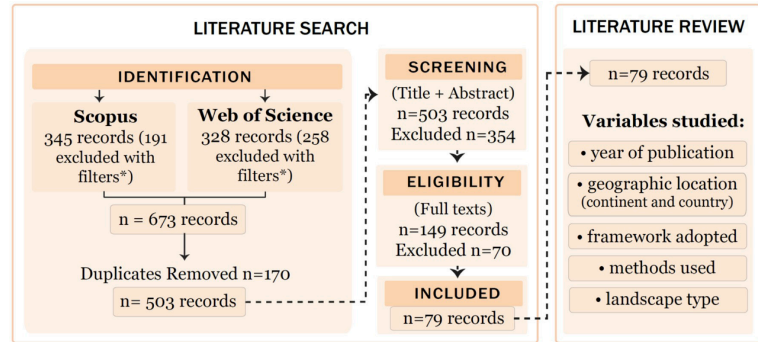 LITERATURE SEARCH
IDENTIFICATION
Scopus
345 records (191
excluded with
filters*)
Web of Science
328 records (258
excluded with
filters*)
n = 673 records
Duplicates Removed n=170
n= 503 records
SCREENING
(Title + Abstract)
n=503 records
Excluded n=354
ELIGIBILITY
(Full texts)
n=149 records
Excluded n=70
INCLUDED
n=79 records
LITERATURE REVIEW
n=79 records
Variables studied:
• year of publication
• geographic location
(continent and country)
• framework adopted
• methods used
• landscape type